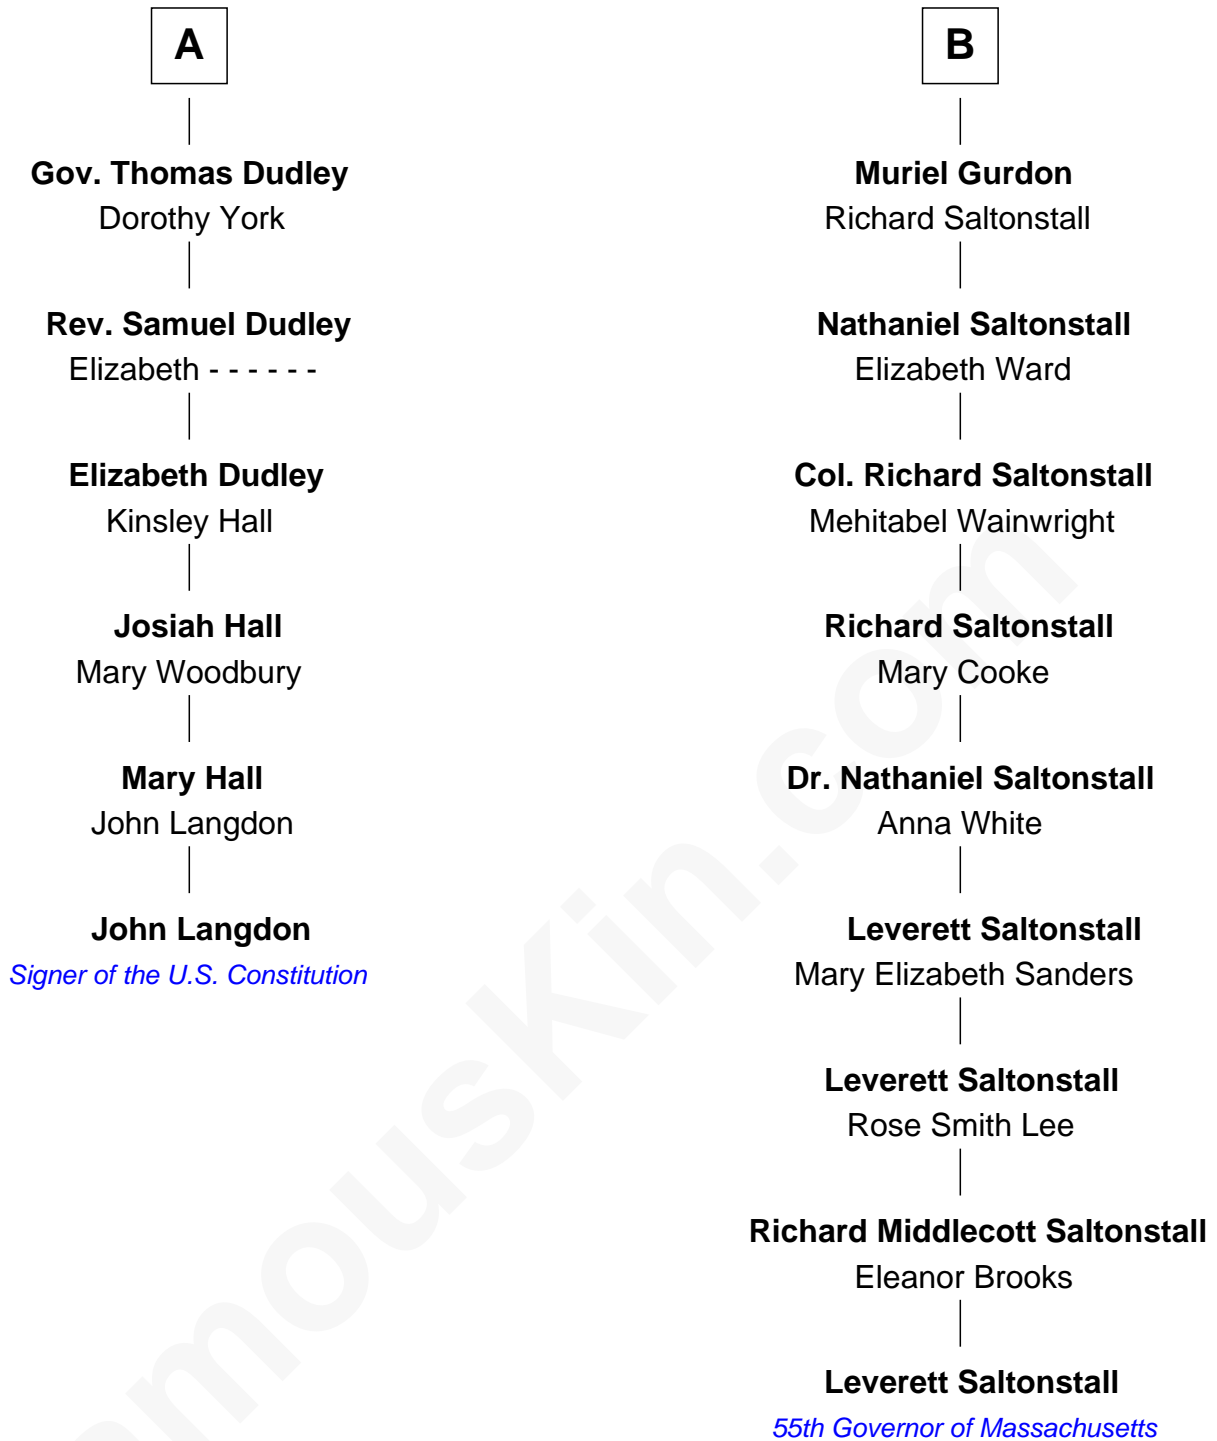 A
Gov. Thomas Dudley
Dorothy York
Rev. Samuel Dudley
Elizabeth - - - - - -
Elizabeth Dudley
Kinsley Hall
Josiah Hall
Mary Woodbury
Mary Hall
John Langdon
John Langdon
Signer of the U.S. Constitution
B
Muriel Gurdon
Richard Saltonstall
Nathaniel Saltonstall
Elizabeth Ward
Col. Richard Saltonstall
Mehitabel Wainwright
Richard Saltonstall
Mary Cooke
Dr. Nathaniel Saltonstall
Anna White
Leverett Saltonstall
Mary Elizabeth Sanders
Leverett Saltonstall
Rose Smith Lee
Richard Middlecott Saltonstall
Eleanor Brooks
Leverett Saltonstall
55th Governor of Massachusetts
mousKin.com